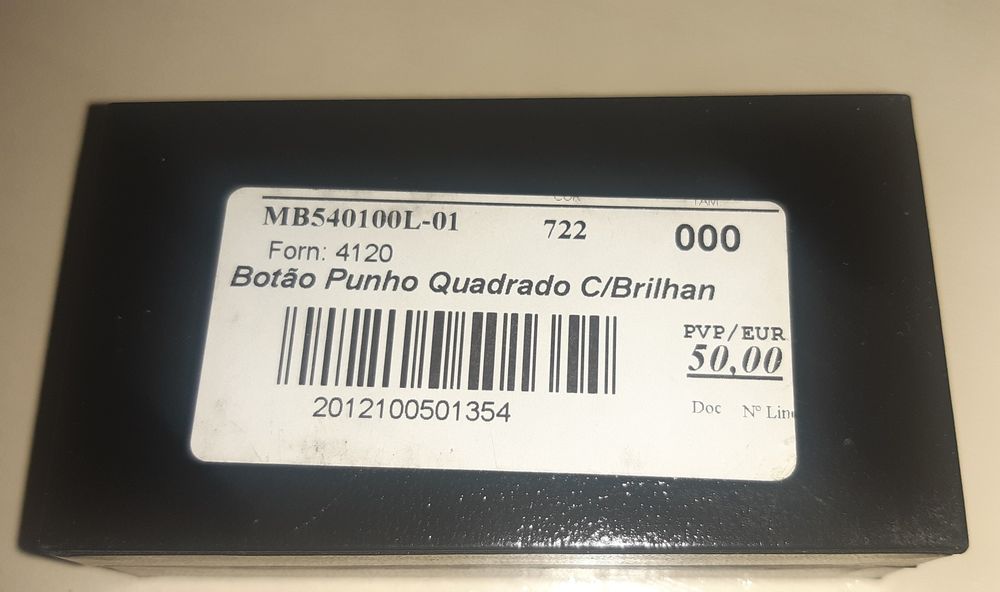 COR TAM
MB540100L-01 722 000
Forn: 4120
Botão Punho Quadrado C/Brilhan
PVP/EUR
50,00
2012100501354
Doc Nº Lin